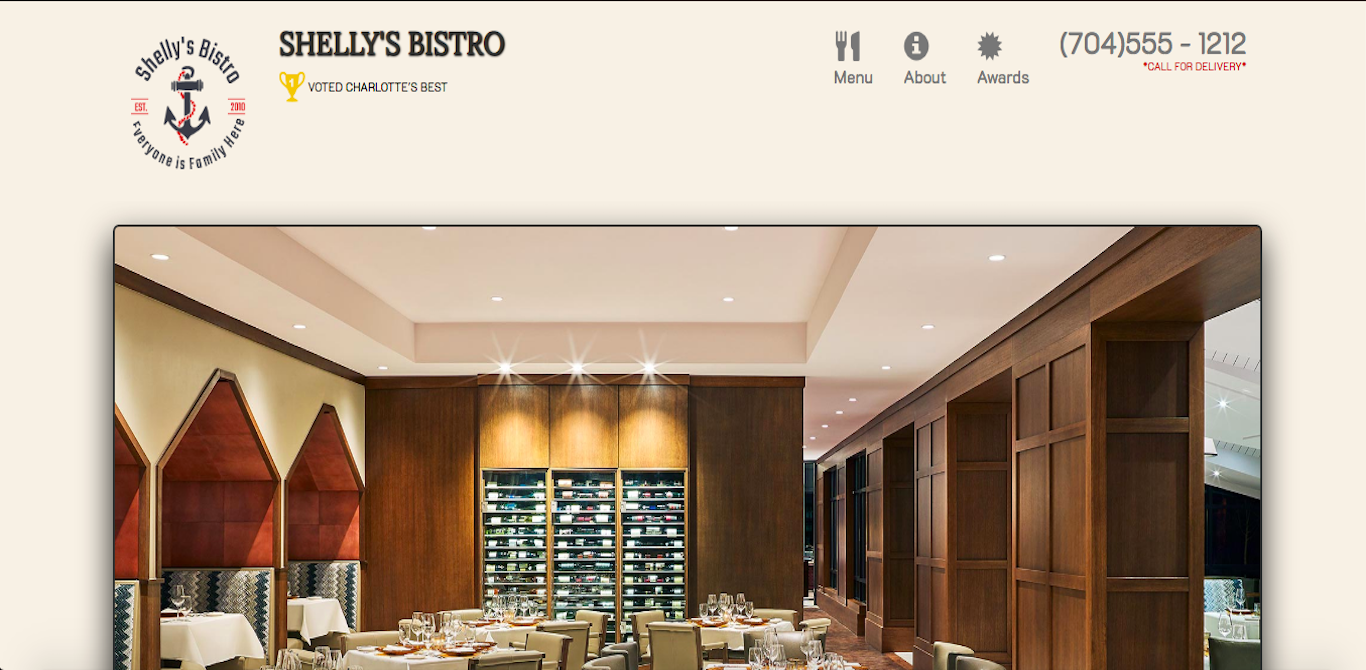 Shelly's Bistro
EST. 2010
Everyone is Family Here
SHELLY'S BISTRO
1
VOTED CHARLOTTE'S BEST
Menu
About
Awards
(704)555 - 1212
*CALL FOR DELIVERY*